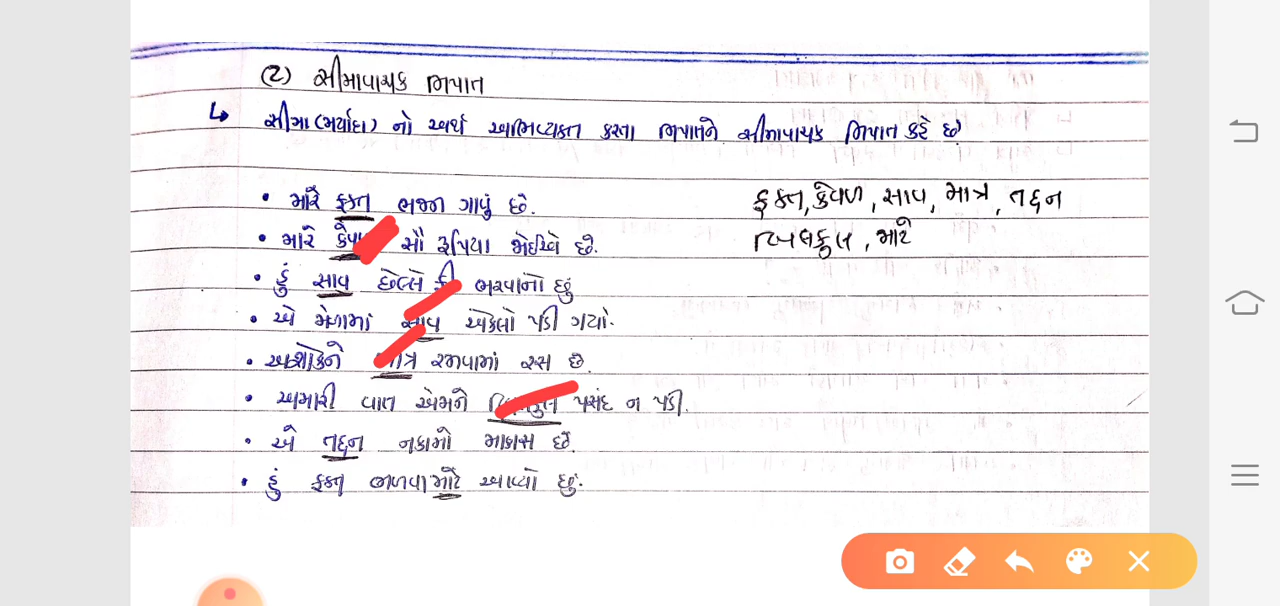 (૨) સીમાવાચક નિપાત
↳ સીમા(મર્યાદા) નો અર્થ અભિવ્યક્ત કરતા નિપાતને સીમાવાચક નિપાત કહે છે
• મારે ફક્ત ભજન ગાવું છે.
ફક્ત, કેવળ, સાવ, માત્ર, તદ્દન
• મારે સૌ રૂપિયા જોઈએ છે.
બિલકુલ, માટે
• હું સાવ છેલ્લે ફી ભરવાનો છું
• એ મેળામાં સાવ એકલો પડી ગયો.
• અશોકને રમવામાં રસ છે.
• અમારી વાત એમને પસંદ ન પડી.
• એ તદ્દન નકામો માણસ છે.
• હું ફક્ત મળવા માટે આવ્યો છું.